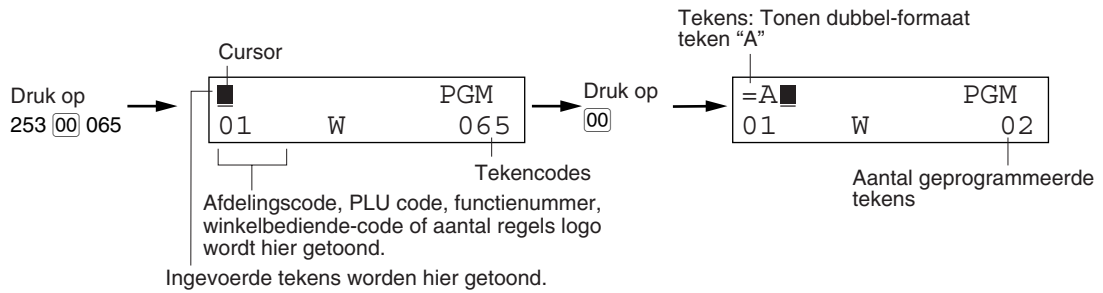 Tekens: Tonen dubbel-formaat
teken “A”
Cursor
Druk op
253 00 065
PGM
01 W 065
Druk op
00
=A PGM
01 W 02
Tekencodes
Aantal geprogrammeerde
tekens
Afdelingscode, PLU code, functienummer,
winkelbediende-code of aantal regels logo
wordt hier getoond.
Ingevoerde tekens worden hier getoond.